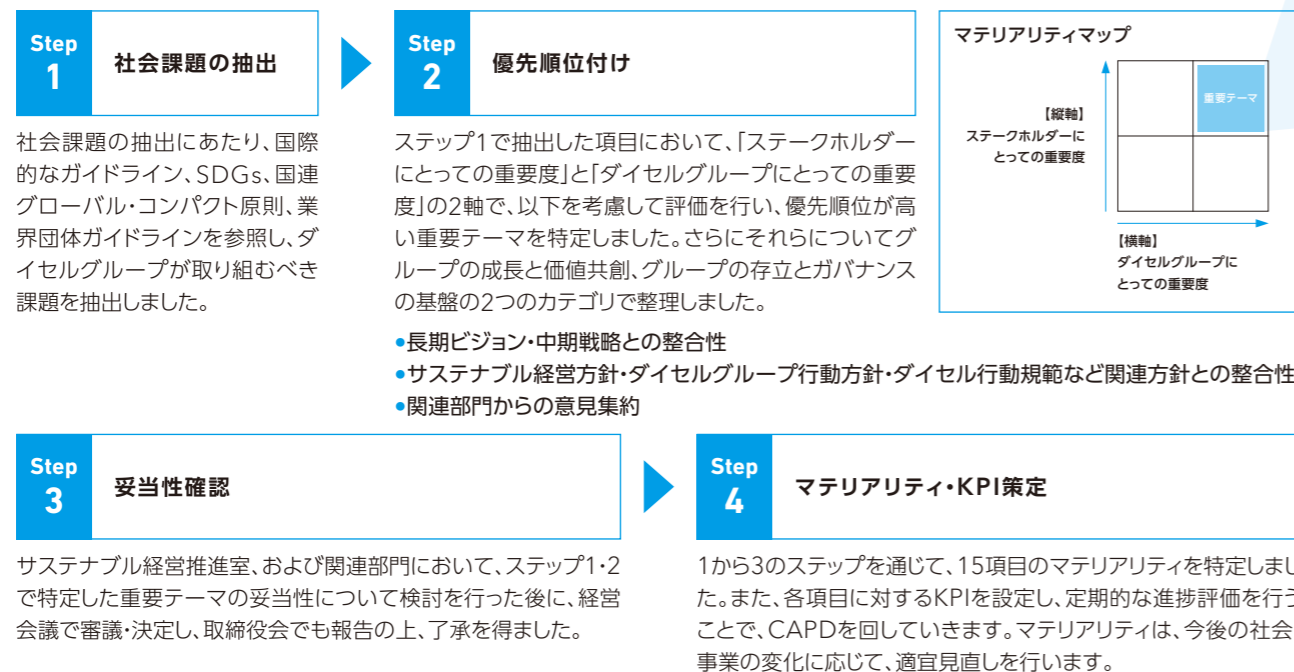 Step
1
社会課題の抽出
社会課題の抽出にあたり、国際
的なガイドライン、SDGs、国連
グローバル・コンパクト原則、業
界団体ガイドラインを参照し、ダ
イセルグループが取り組むべき
課題を抽出しました。
Step
2
優先順位付け
ステップ1で抽出した項目において、「ステークホルダー
にとっての重要度」と「ダイセルグループにとっての重要
度」の2軸で、以下を考慮して評価を行い、優先順位が高
い重要テーマを特定しました。さらにそれらについてグ
ループの成長と価値共創、グループの存立とガバナンス
の基盤の2つのカテゴリで整理しました。
●長期ビジョン・中期戦略との整合性
●サステナブル経営方針・ダイセルグループ行動方針・ダイセル行動規範など関連方針との整合性
●関連部門からの意見集約
マテリアリティマップ
重要テーマ
【縦軸】
ステークホルダーに
とっての重要度
【横軸】
ダイセルグループに
とっての重要度
Step
3
妥当性確認
サステナブル経営推進室、および関連部門において、ステップ1・2
で特定した重要テーマの妥当性について検討を行った後に、経営
会議で審議・決定し、取締役会でも報告の上、了承を得ました。
Step
4
マテリアリティ・KPI策定
1から3のステップを通じて、15項目のマテリアリティを特定しまし
た。また、各項目に対するKPIを設定し、定期的な進捗評価を行う
ことで、CAPDを回していきます。マテリアリティは、今後の社会
事業の変化に応じて、適宜見直しを行います。